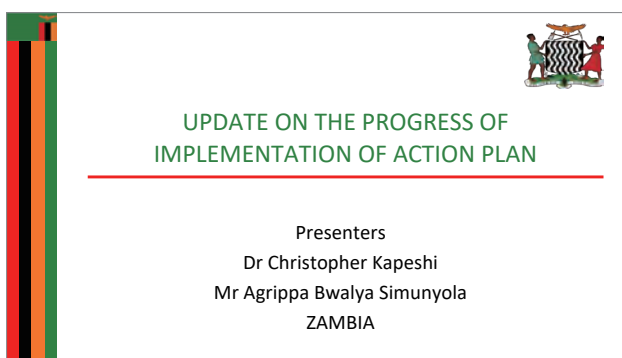 UPDATE ON THE PROGRESS OF
IMPLEMENTATION OF ACTION PLAN
Presenters
Dr Christopher Kapeshi
Mr Agrippa Bwalya Simunyola
ZAMBIA